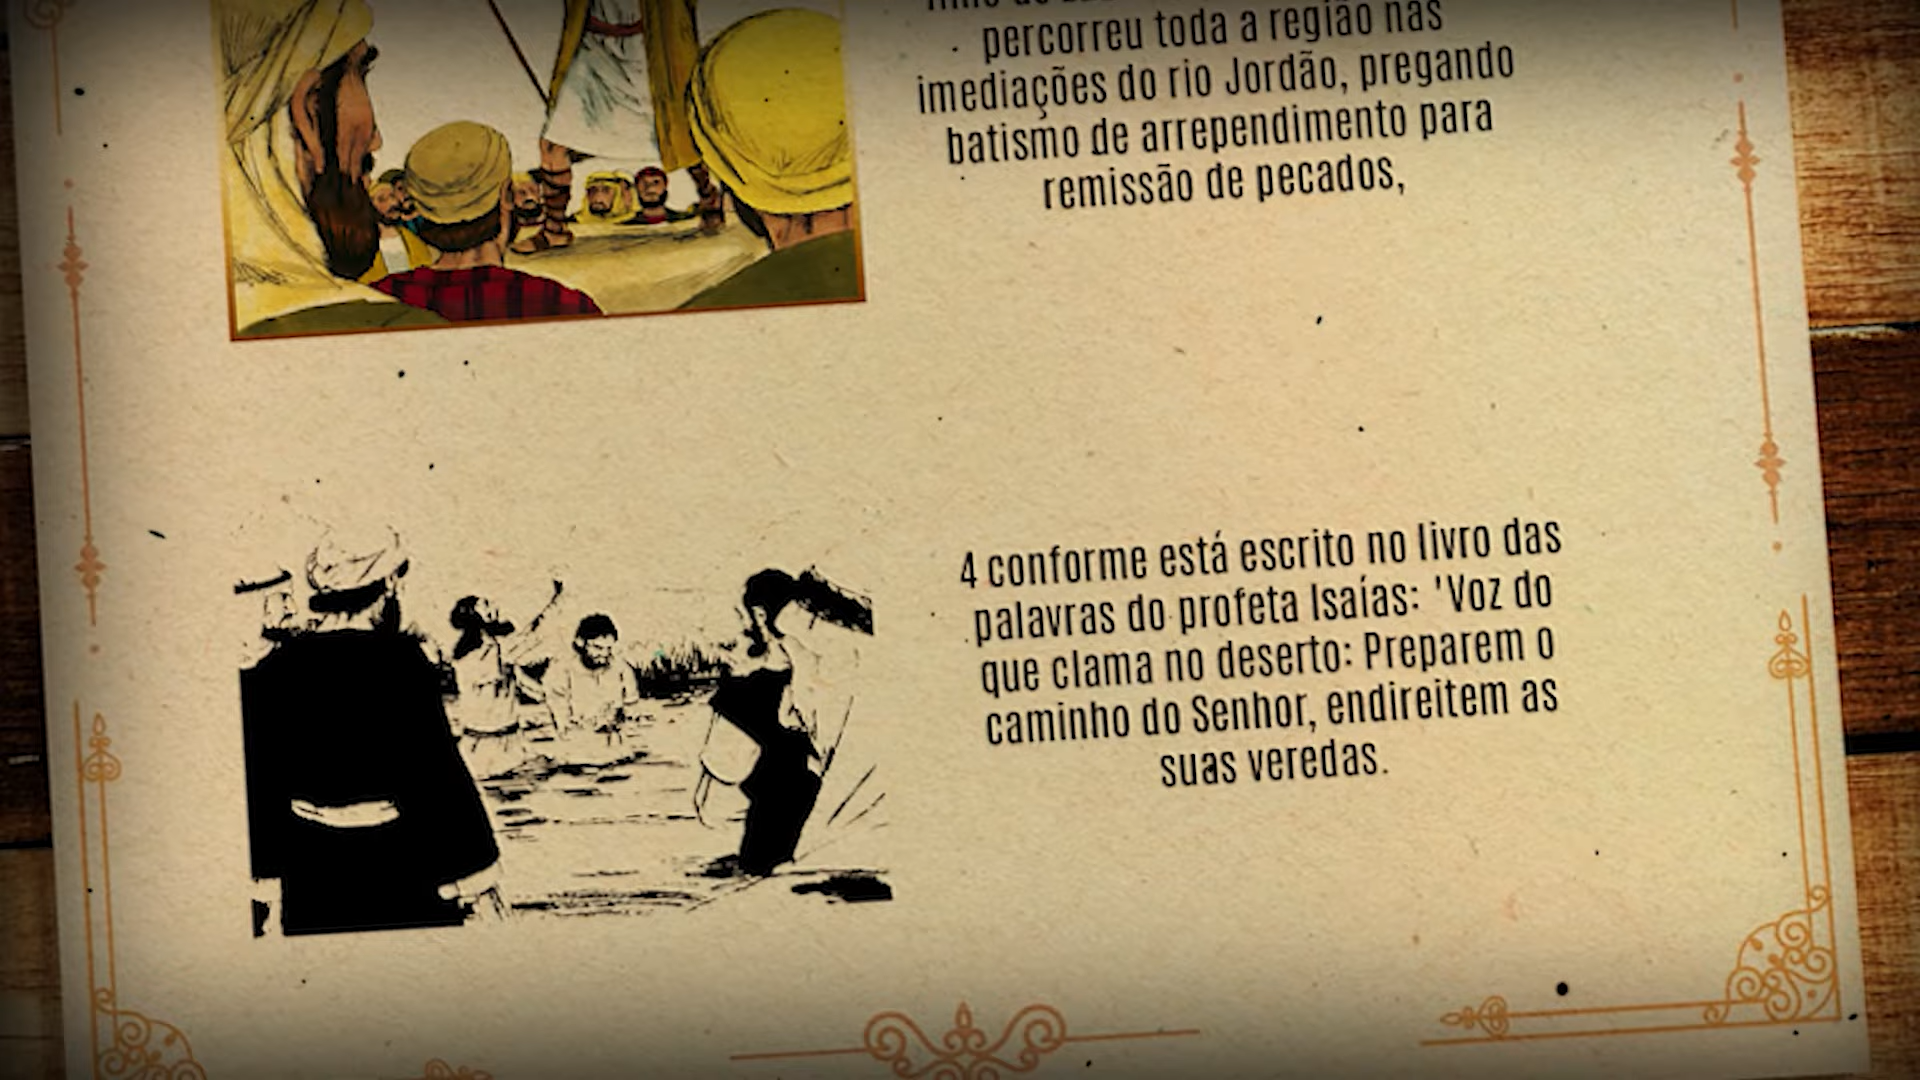 percorreu toda a região nas
imediações do rio Jordão, pregando
batismo de arrependimento para
remissão de pecados,
4 conforme está escrito no livro das
palavras do profeta Isaías: 'Voz do
que clama no deserto: Preparem o
caminho do Senhor, endireitem as
suas veredas.